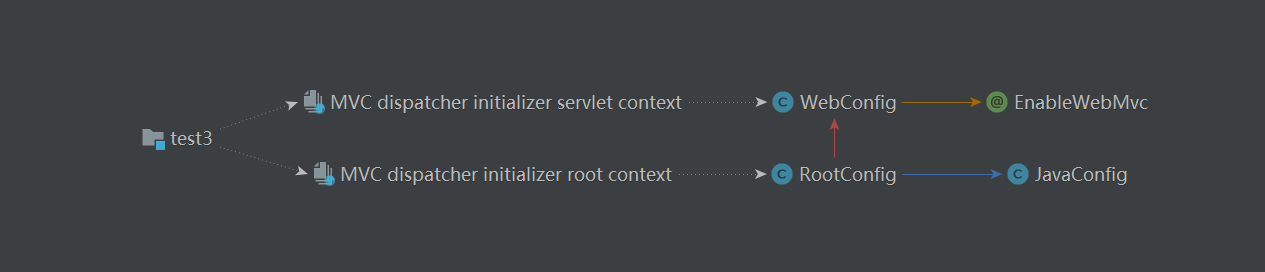 MVC dispatcher initializer servlet context
C WebConfig
@ EnableWebMvc
test3
MVC dispatcher initializer root context
C RootConfig
C JavaConfig